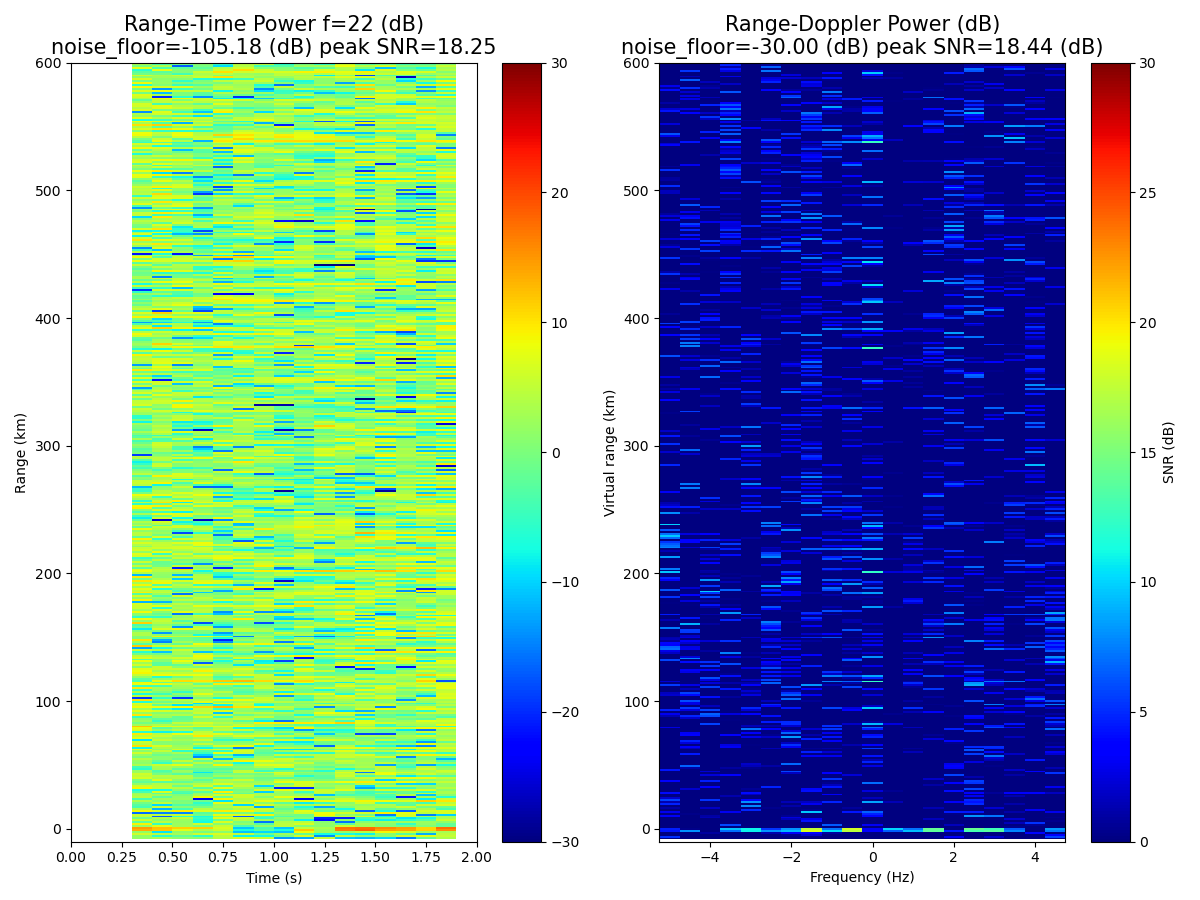 Range-Time Power f=22 (dB)
noise_floor=-105.18 (dB) peak SNR=18.25
Range-Doppler Power (dB)
noise_floor=-30.00 (dB) peak SNR=18.44 (dB)
600
500
400
300
200
100
0
Range (km)
0.00 0.25 0.50 0.75 1.00 1.25 1.50 1.75 2.00
Time (s)
30
20
10
0
−10
−20
−30
600
500
400
300
200
100
0
Virtual range (km)
−4 −2 0 2 4
Frequency (Hz)
30
25
20
15
10
5
0
SNR (dB)